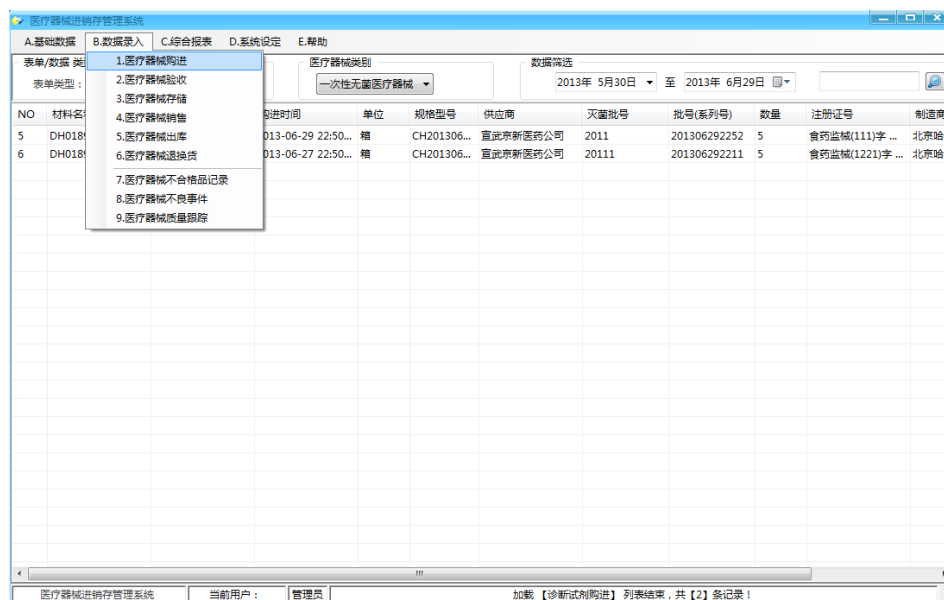 医疗器械进销存管理系统
A.基础数据 B.数据录入 C.综合报表 D.系统设定 E.帮助
表单/数据 类 医疗器械类别 数据筛选
1.医疗器械购进
表单类型： 一次性无菌医疗器械 2013年 5月30日 至 2013年 6月29日
2.医疗器械验收
3.医疗器械存储
NO 材料名 购进时间 单位 规格型号 供应商 灭菌批号 批号(系列号) 数量 注册证号 制造商
4.医疗器械销售
5 DH0189 013-06-29 22:50... 箱 CH201306... 宣武京新医药公司 2011 201306292252 5 食药监械(111)字 ... 北京哈
5.医疗器械出库
6 DH0189 013-06-27 22:50... 箱 CH201306... 宣武京新医药公司 20111 201306292211 5 食药监械(1221)字 ... 北京哈
6.医疗器械退换货
7.医疗器械不合格品记录
8.医疗器械不良事件
9.医疗器械质量跟踪
医疗器械进销存管理系统 当前用户： 管理员 加载 【诊断试剂购进】 列表结束，共【2】条记录！